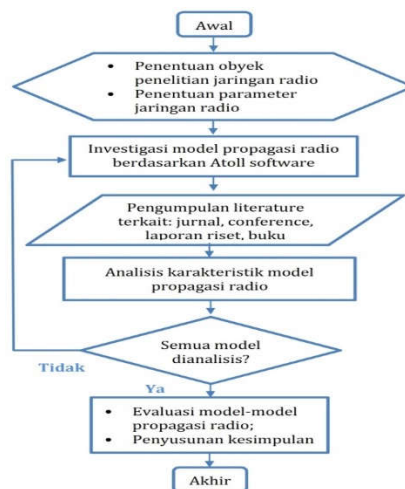 Awal
• Penentuan obyek
penelitian jaringan radio
• Penentuan parameter
jaringan radio
Investigasi model propagasi radio
berdasarkan Atoll software
Pengumpulan literature
terkait: jurnal, conference,
laporan riset, buku
Analisis karakteristik model
propagasi radio
Semua model
dianalisis?
Tidak
Ya
• Evaluasi model-model
propagasi radio;
• Penyusunan kesimpulan
Akhir